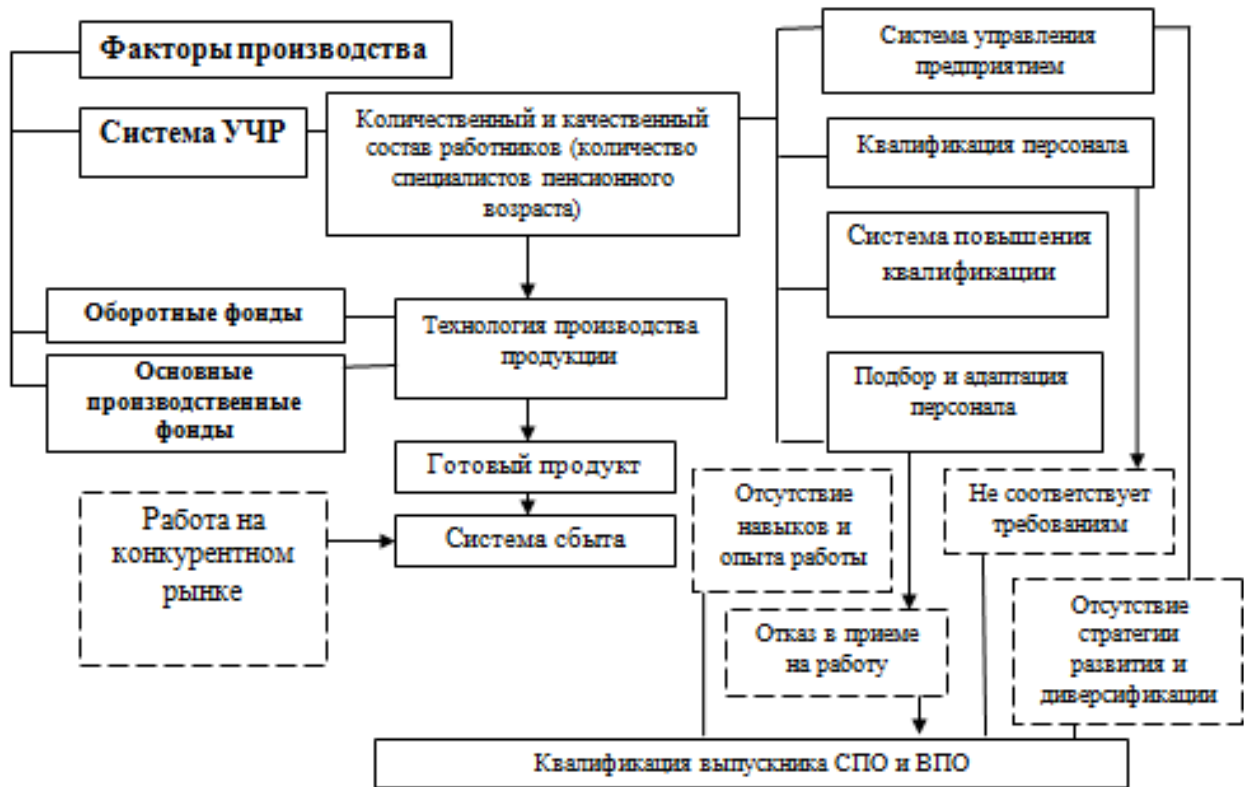 Факторы производства
Система УЧР
Количественный и качественный
состав работников (количество
специалистов пенсионного
возраста)
Оборотные фонды
Основные
производственные
фонды
Технология производства
продукции
Готовый продукт
Система сбыта
Работа на
конкурентном
рынке
Система управления
предприятием
Квалификация персонала
Система повышения
квалификации
Подбор и адаптация
персонала
Отсутствие
навыков и
опыта работы
Не соответствует
требованиям
Отказ в приеме
на работу
Отсутствие
стратегии
развития и
диверсификации
Квалификация выпускника СПО и ВПО